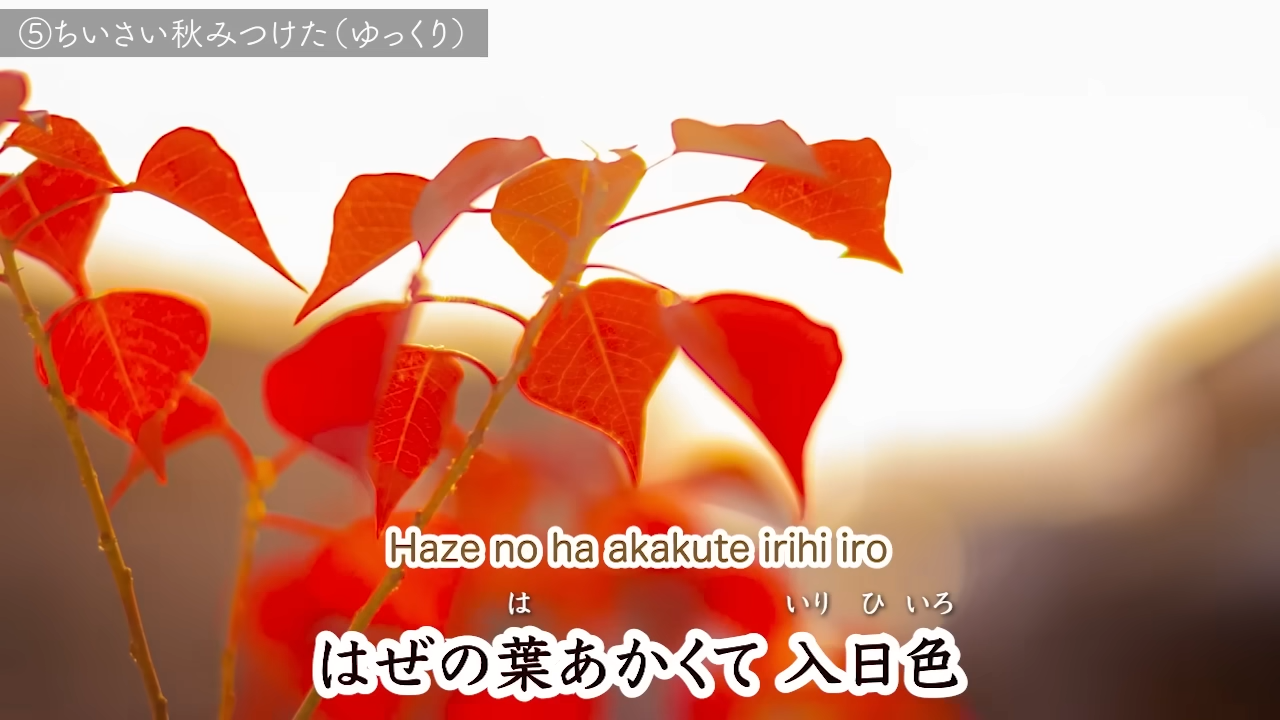 ⑤ちいさい秋みつけた（ゆっくり）
Haze no ha akakute irihi iro
は いり ひ いろ
はぜの葉あかくて 入日色